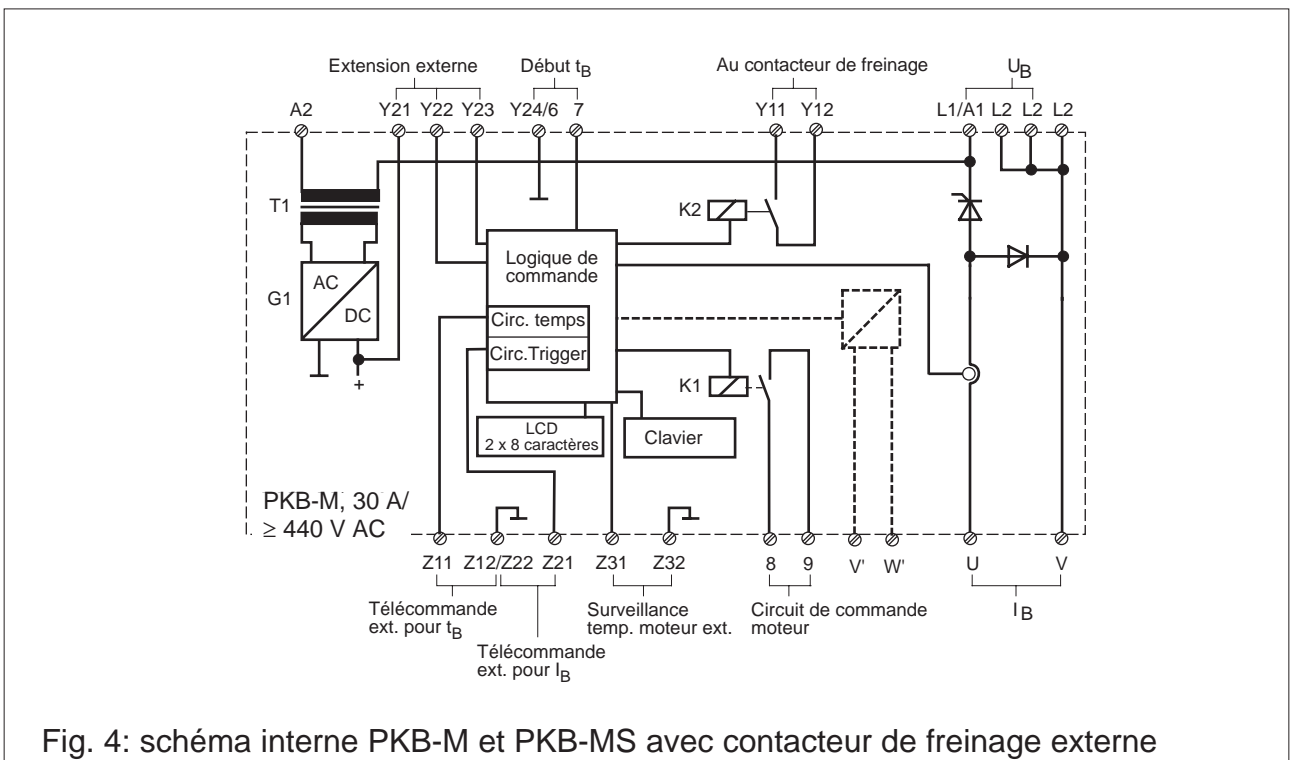 Extension externe Début tB Au contacteur de freinage UB
A2 Y21 Y22 Y23 Y24/6 7 Y11 Y12 L1/A1 L2 L2 L2
T1
K2
Logique de
commande
AC
G1
DC
Circ. temps
Circ.Trigger
+
K1
LCD
2 x 8 caractères
Clavier
PKB-M, 30 A/
≥ 440 V AC
Z11 Z12/Z22 Z21 Z31 Z32 8 9 V' W' U V
Télécommande
ext. pour tB
Surveillance
temp. moteur ext.
Circuit de commande
moteur
IB
Télécommande
ext. pour IB
Fig. 4: schéma interne PKB-M et PKB-MS avec contacteur de freinage externe